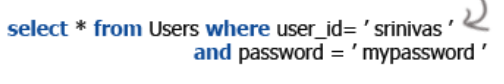 select * from Users where user_id= ' srinivas '
and password = ' mypassword '